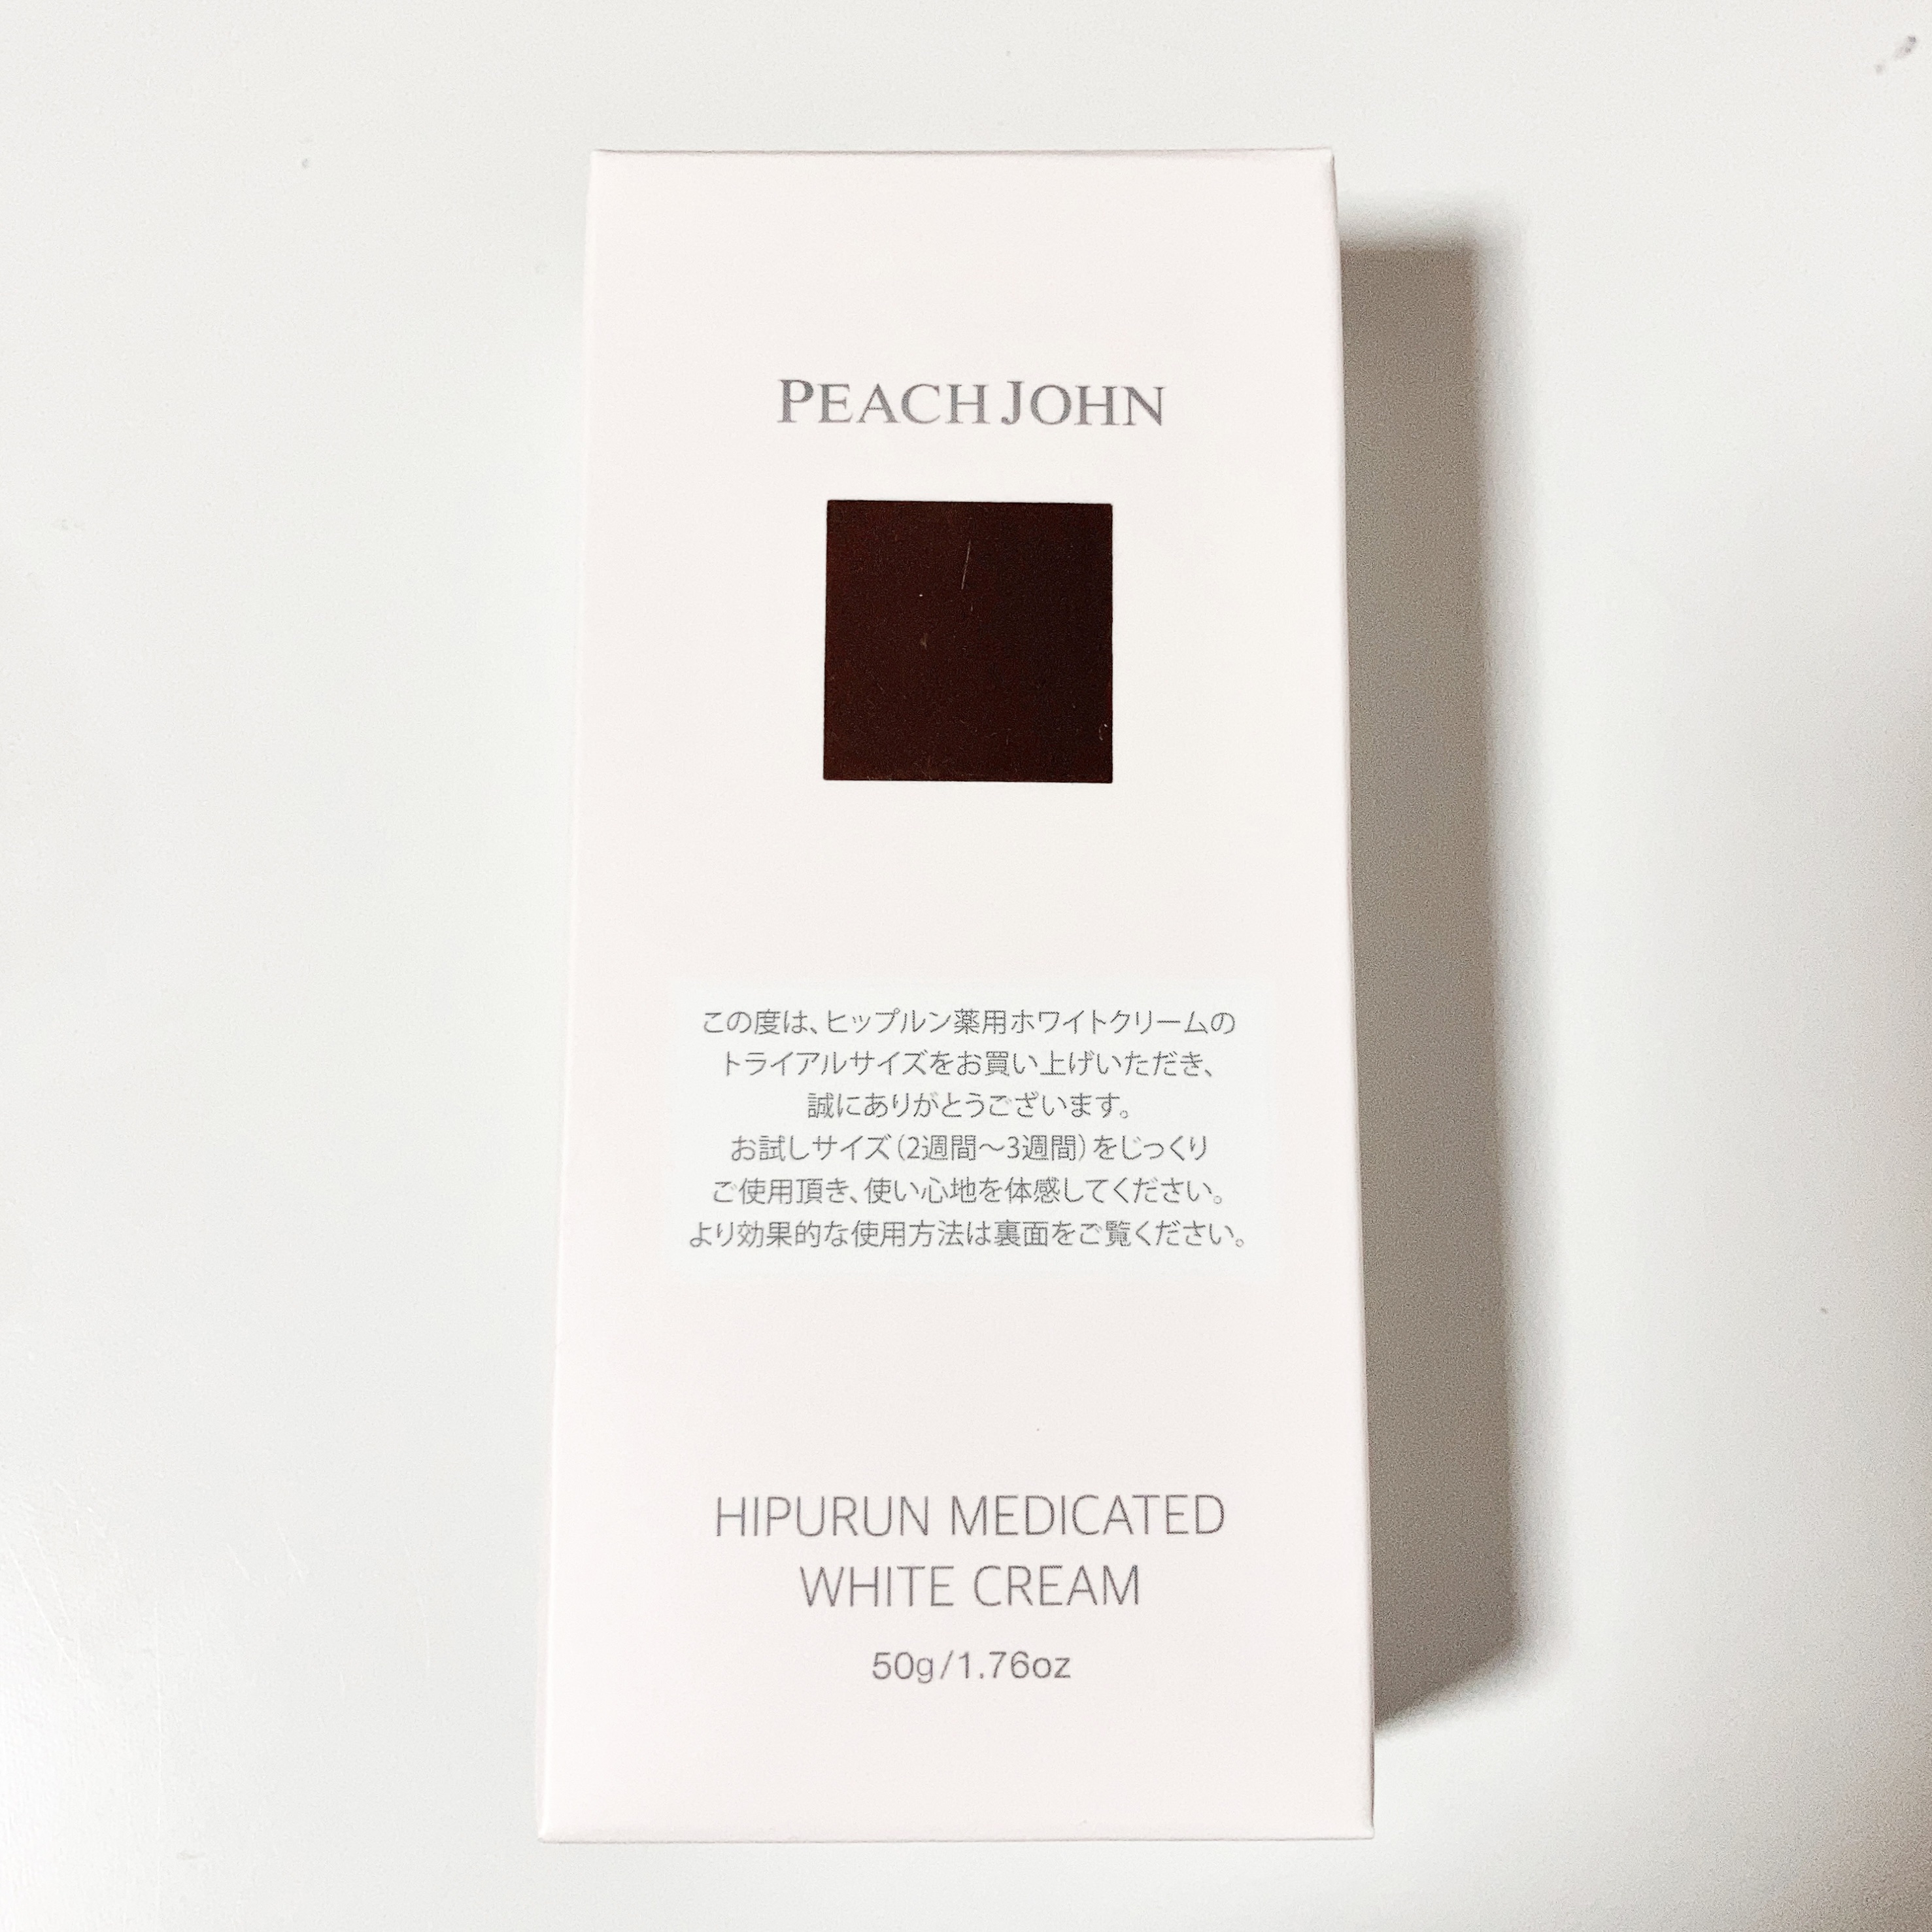 PEACH JOHN
この度は、ヒップルン薬用ホワイトクリームの
トライアルサイズをお買い上げいただき、
誠にありがとうございます。
お試しサイズ(2週間〜3週間)をじっくり
ご使用頂き、使い心地を体感してください。
より効果的な使用方法は裏面をご覧ください。
HIPURUN MEDICATED
WHITE CREAM
50g/1.76oz